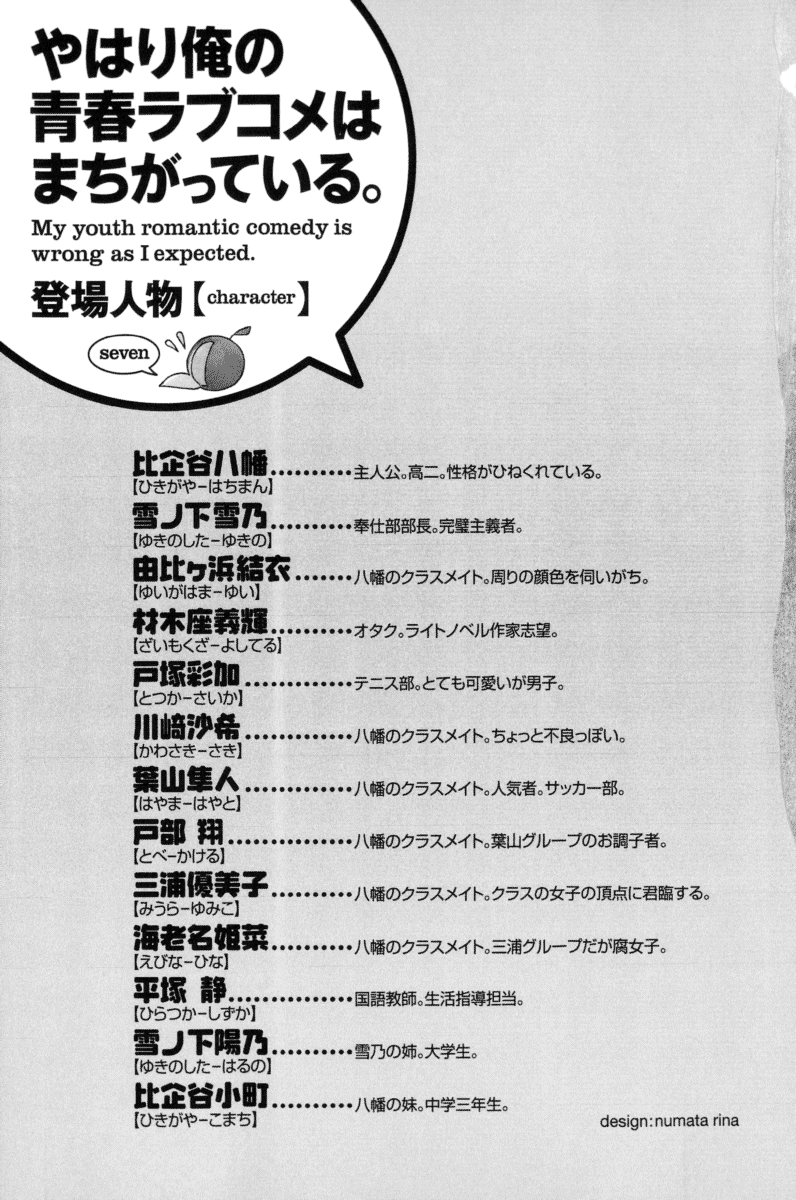 やはり俺の
青春ラブコメは
まちがっている。
My youth romantic comedy is
wrong as I expected.
登場人物【character】
seven
比企谷八幡..........主人公。高二。性格がひねくれている。
【ひきがや−はちまん】
雪ノ下雪乃..........奉仕部部長。完璧主義者。
【ゆきのした−ゆきの】
由比ヶ浜結衣.......八幡のクラスメイト。周りの顔色を伺いがち。
【ゆいがはま−ゆい】
材木座義輝..........オタク。ライトノベル作家志望。
【ざいもくざ−よしてる】
戸塚彩加.............テニス部。とても可愛いが男子。
【とつか−さいか】
川﨑沙希.............八幡のクラスメイト。ちょっと不良っぽい。
【かわさき−さき】
葉山隼人.............八幡のクラスメイト。人気者。サッカー部。
【はやま−はやと】
戸部 翔...............八幡のクラスメイト。葉山グループのお調子者。
【とべ−かける】
三浦優美子..........八幡のクラスメイト。クラスの女子の頂点に君臨する。
【みうら−ゆみこ】
海老名姫菜..........八幡のクラスメイト。三浦グループだが腐女子。
【えびな−ひな】
平塚 静...............国語教師。生活指導担当。
【ひらつか−しずか】
雪ノ下陽乃..........雪乃の姉。大学生。
【ゆきのした−はるの】
比企谷小町..........八幡の妹。中学三年生。
【ひきがや−こまち】
design:numata rina